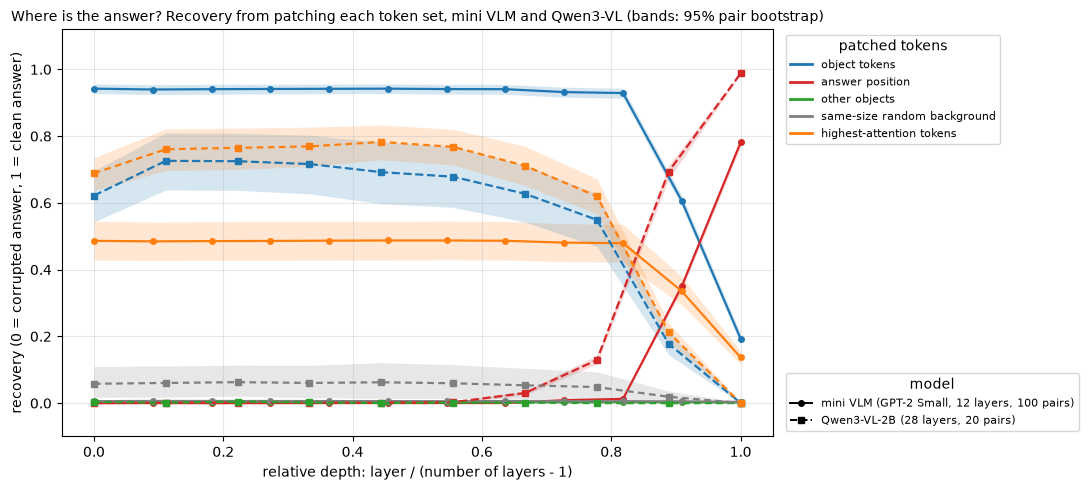 Where is the answer? Recovery from patching each token set, mini VLM and Qwen3-VL (bands: 95% pair bootstrap)
recovery (0 = corrupted answer, 1 = clean answer)
1.0
0.8
0.6
0.4
0.2
0.0
0.0 0.2 0.4 0.6 0.8 1.0
relative depth: layer / (number of layers - 1)
patched tokens
object tokens
answer position
other objects
same-size random background
highest-attention tokens
model
mini VLM (GPT-2 Small, 12 layers, 100 pairs)
Qwen3-VL-2B (28 layers, 20 pairs)